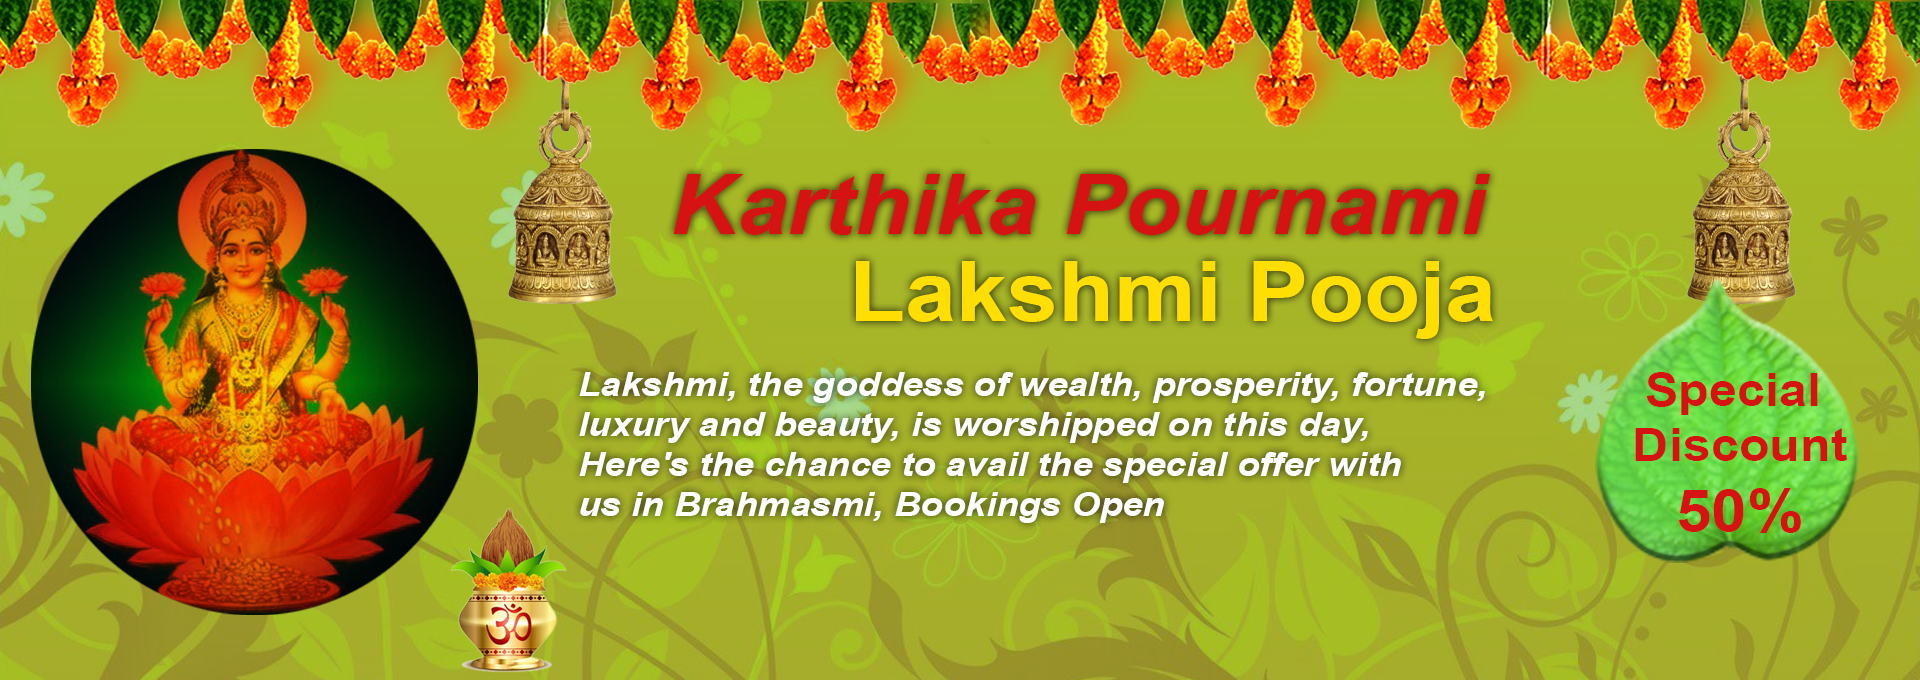 Karthika Pournami
Lakshmi Pooja
Lakshmi, the goddess of wealth, prosperity, fortune,
luxury and beauty, is worshipped on this day,
Here's the chance to avail the special offer with
us in Brahmasmi, Bookings Open
Special
Discount
50%
ॐ